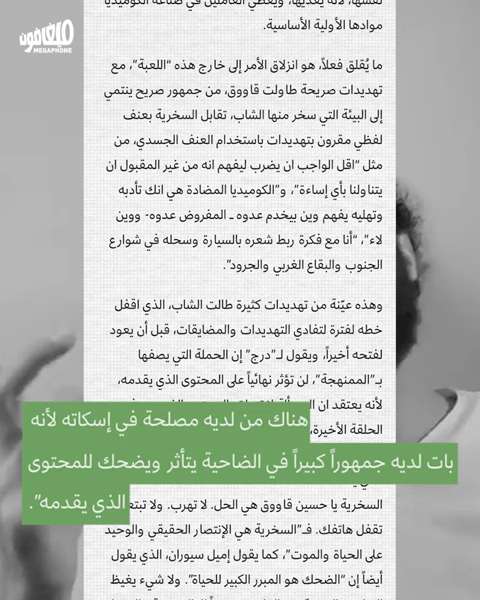 ميغافون
MEGAPHONE
موادها الأولية الأساسية.
ما يُقلق فعلاً، هو انزلاق الأمر إلى خارج هذه “اللعبة”، مع
تهديدات صريحة طاولت قاووق، من جمهور صريح ينتمي
إلى البيئة التي سخر منها الشاب، تقابل السخرية بعنف
لفظي مقرون بتهديدات باستخدام العنف الجسدي، من
مثل “اقل الواجب ان يضرب ليفهم انه من غير المقبول ان
يتناولنا بأي إساءة”، و”الكوميديا المضادة هي انك تأدبه
وتهليه يفهم وين بيخدم عدوه ـ المفروض عدوه- ووين
لاء”، “أنا مع فكرة ربط شعره بالسيارة وسحله في شوارع
الجنوب والبقاع الغربي والجرود”.
وهذه عيّنة من تهديدات كثيرة طالت الشاب، الذي اقفل
خطه لفترة لتفادي التهديدات والمضايقات، قبل أن يعود
لفتحه أخيراً، ويقول لـ”درج” إن الحملة التي يصفها
بـ”الممنهجة”، لن تؤثر نهائياً على المحتوى الذي يقدمه،
لأنه يعتقد ان
الحلقة الأخيرة،
هناك من لديه مصلحة في إسكاته لأنه
بات لديه جمهوراً كبيراً في الضاحية يتأثر ويضحك للمحتوى
الذي يقدمه”.
السخرية يا حسين قاووق هي الحل. لا تهرب. ولا تبتعد
تقفل هاتفك. فـ”السخرية هي الإنتصار الحقيقي والوحيد
على الحياة والموت”، كما يقول إميل سيوران، الذي يقول
أيضاً إن “الضحك هو المبرر الكبير للحياة”. ولا شيء يغيظ